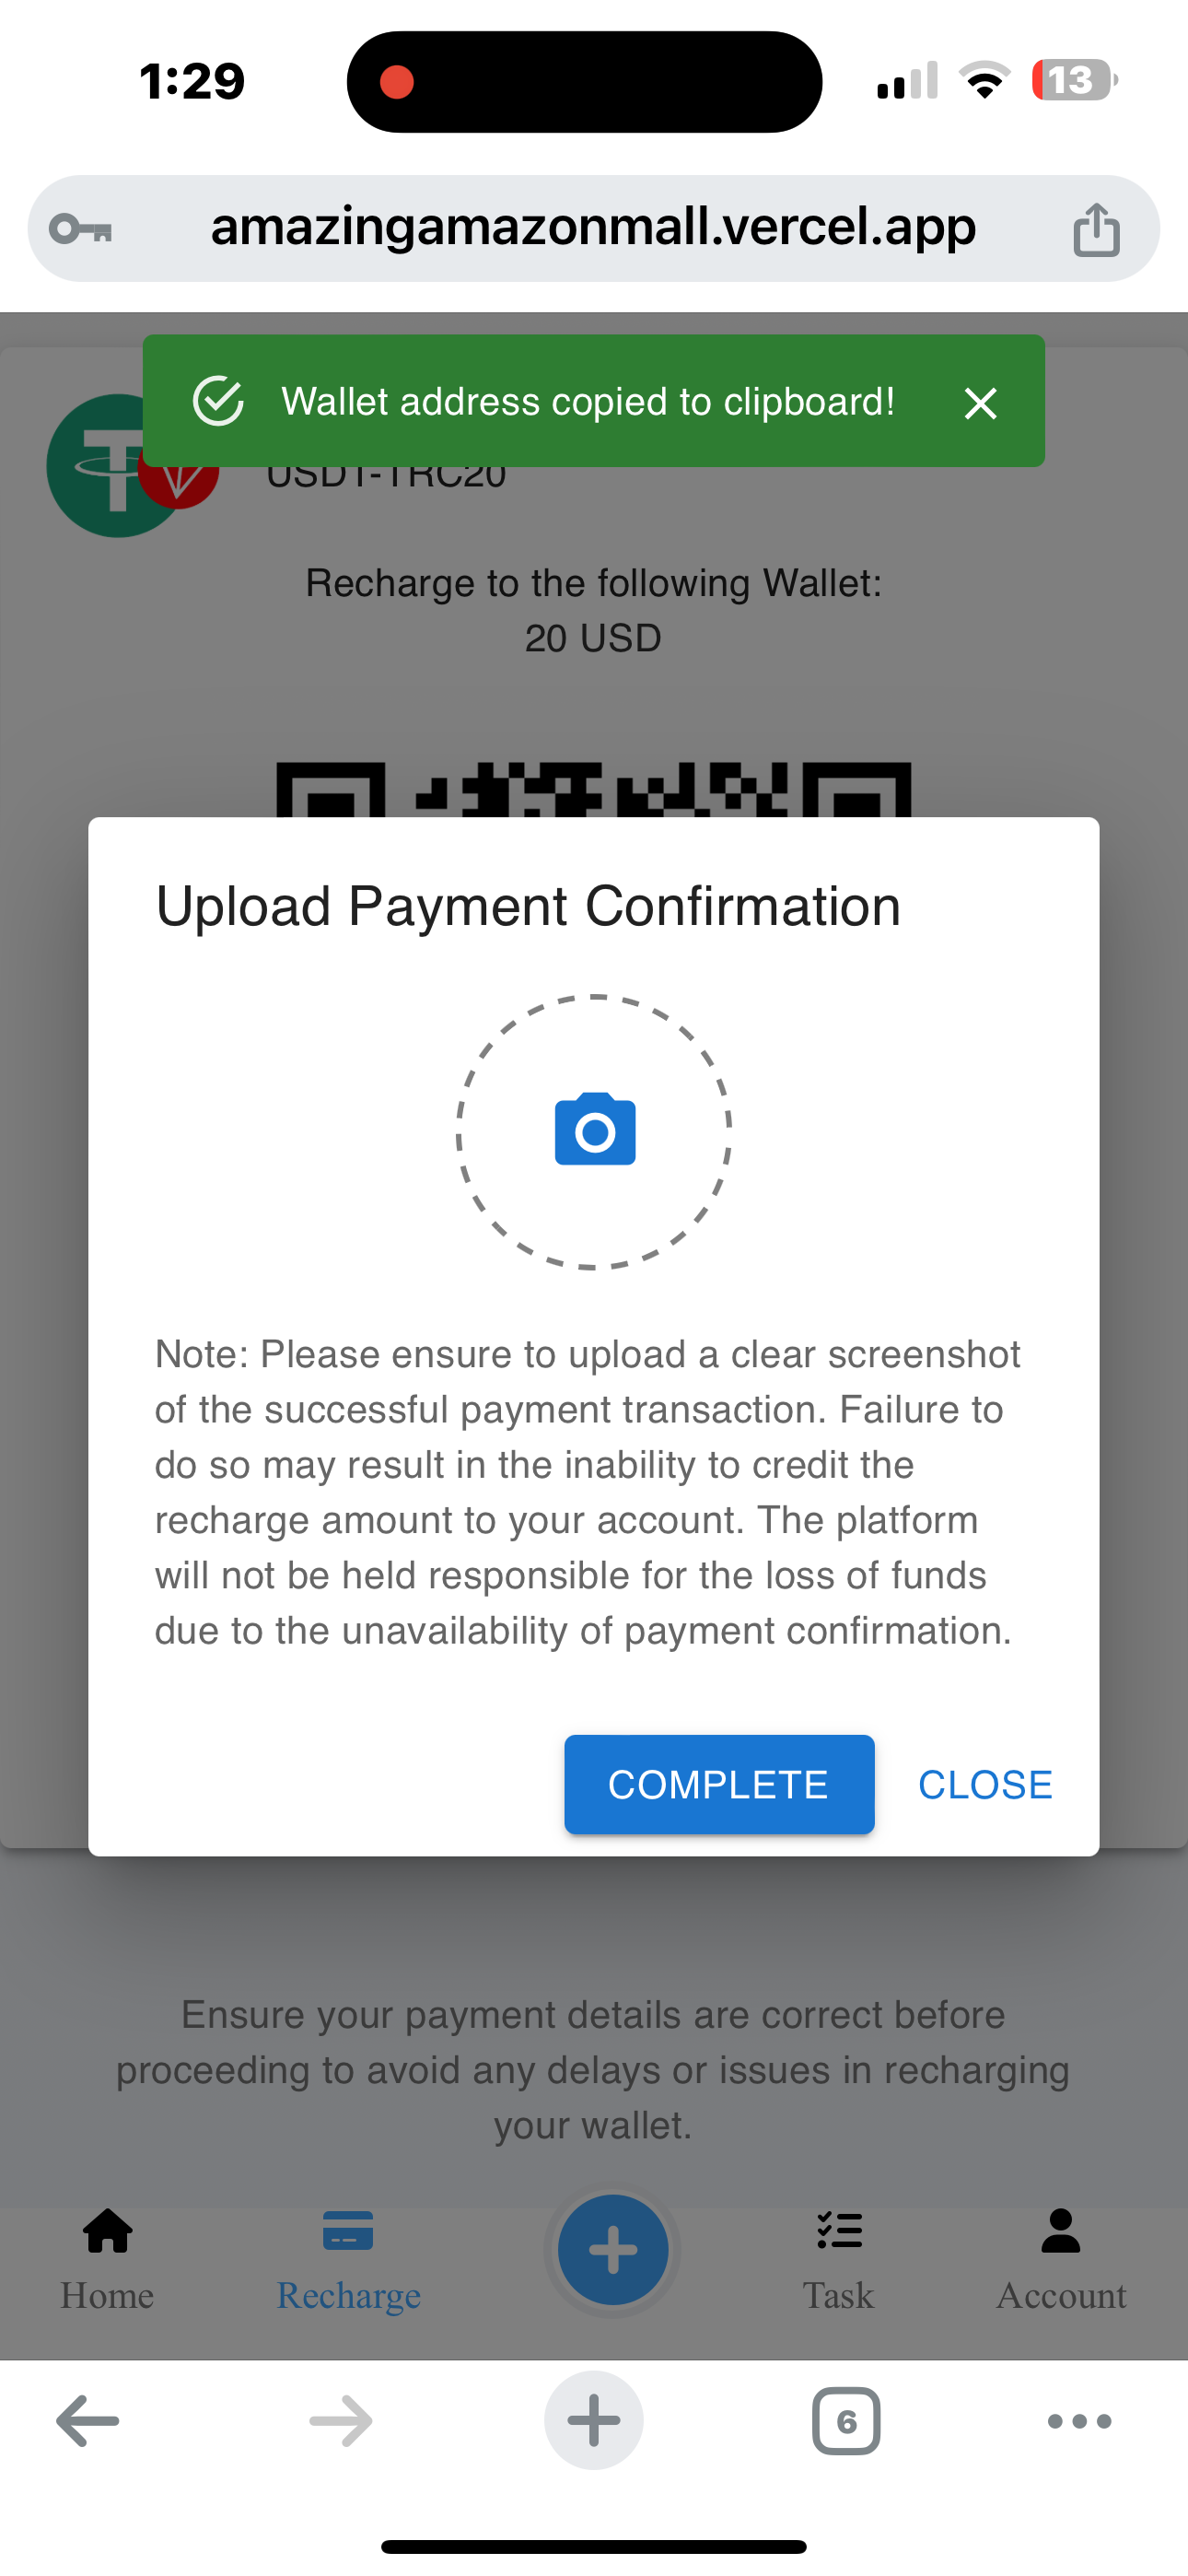 1:29
13
amazingamazonmall.vercel.app
Wallet address copied to clipboard!
USDT-TRC20
Recharge to the following Wallet:
20 USD
Upload Payment Confirmation
Note: Please ensure to upload a clear screenshot
of the successful payment transaction. Failure to
do so may result in the inability to credit the
recharge amount to your account. The platform
will not be held responsible for the loss of funds
due to the unavailability of payment confirmation.
COMPLETE
CLOSE
Ensure your payment details are correct before
proceeding to avoid any delays or issues in recharging
your wallet.
Home
Recharge
Task
Account
6